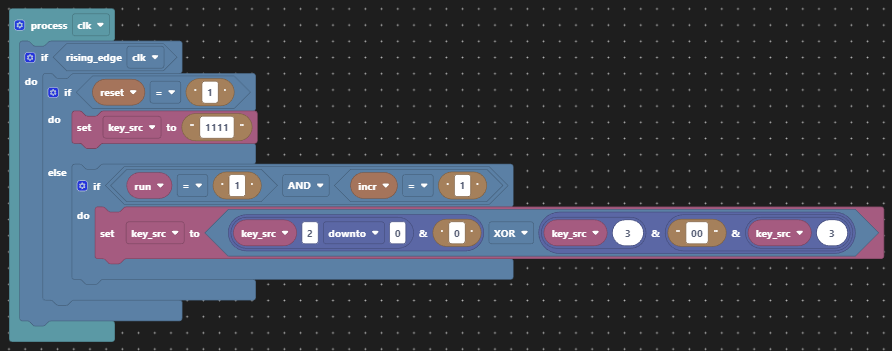 process clk
if rising_edge clk
do
if reset = ' 1 '
do set key_src to " 1111 "
else
if run = ' 1 ' AND incr = ' 1 '
do
set key_src to key_src 2 downto 0 & ' 0 ' XOR key_src 3 & " 00 " & key_src 3